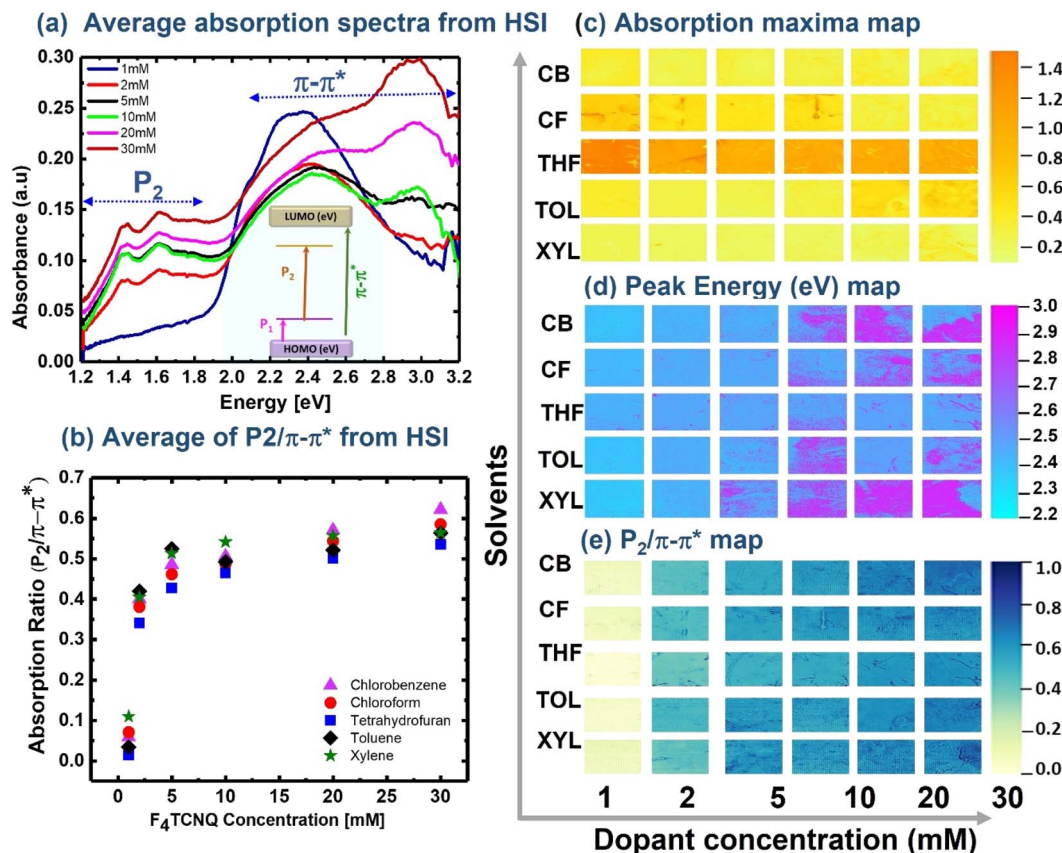 (a) Average absorption spectra from HSI
0.30
0.25
0.20
0.15
0.10
0.05
0.00
Absorbance (a.u)
1mM
2mM
5mM
10mM
20mM
30mM
π-π*
P2
LUMO (eV)
P2
π-π*
P1
HOMO (eV)
1.2 1.4 1.6 1.8 2.0 2.2 2.4 2.6 2.8 3.0 3.2
Energy [eV]
(b) Average of P2/π-π* from HSI
0.7
0.6
0.5
0.4
0.3
0.2
0.1
0.0
Absorption Ratio (P2/π−π*)
Chlorobenzene
Chloroform
Tetrahydrofuran
Toluene
Xylene
0 5 10 15 20 25 30
F4TCNQ Concentration [mM]
Solvents
(c) Absorption maxima map
CB
CF
THF
TOL
XYL
1.4
1.2
1.0
0.8
0.6
0.4
0.2
(d) Peak Energy (eV) map
CB
CF
THF
TOL
XYL
3.0
2.9
2.8
2.7
2.6
2.5
2.4
2.3
2.2
(e) P2/π-π* map
CB
CF
THF
TOL
XYL
1.0
0.8
0.6
0.4
0.2
0.0
1 2 5 10 20 30
Dopant concentration (mM)